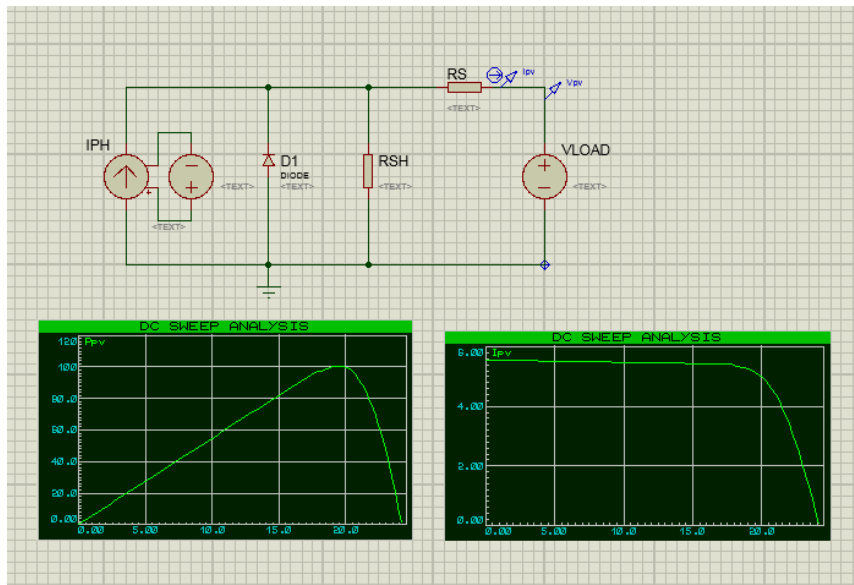 RS
Ipv
Vpv
<TEXT>
IPH
D1
DIODE
<TEXT>
RSH
<TEXT>
VLOAD
<TEXT>
<TEXT>
<TEXT>
DC SWEEP ANALYSIS
120
Ppv
100
80.0
60.0
40.0
20.0
0.00
0.00 5.00 10.0 15.0 20.0
DC SWEEP ANALYSIS
6.00
Ipv
4.00
2.00
0.00
0.00 5.00 10.0 15.0 20.0